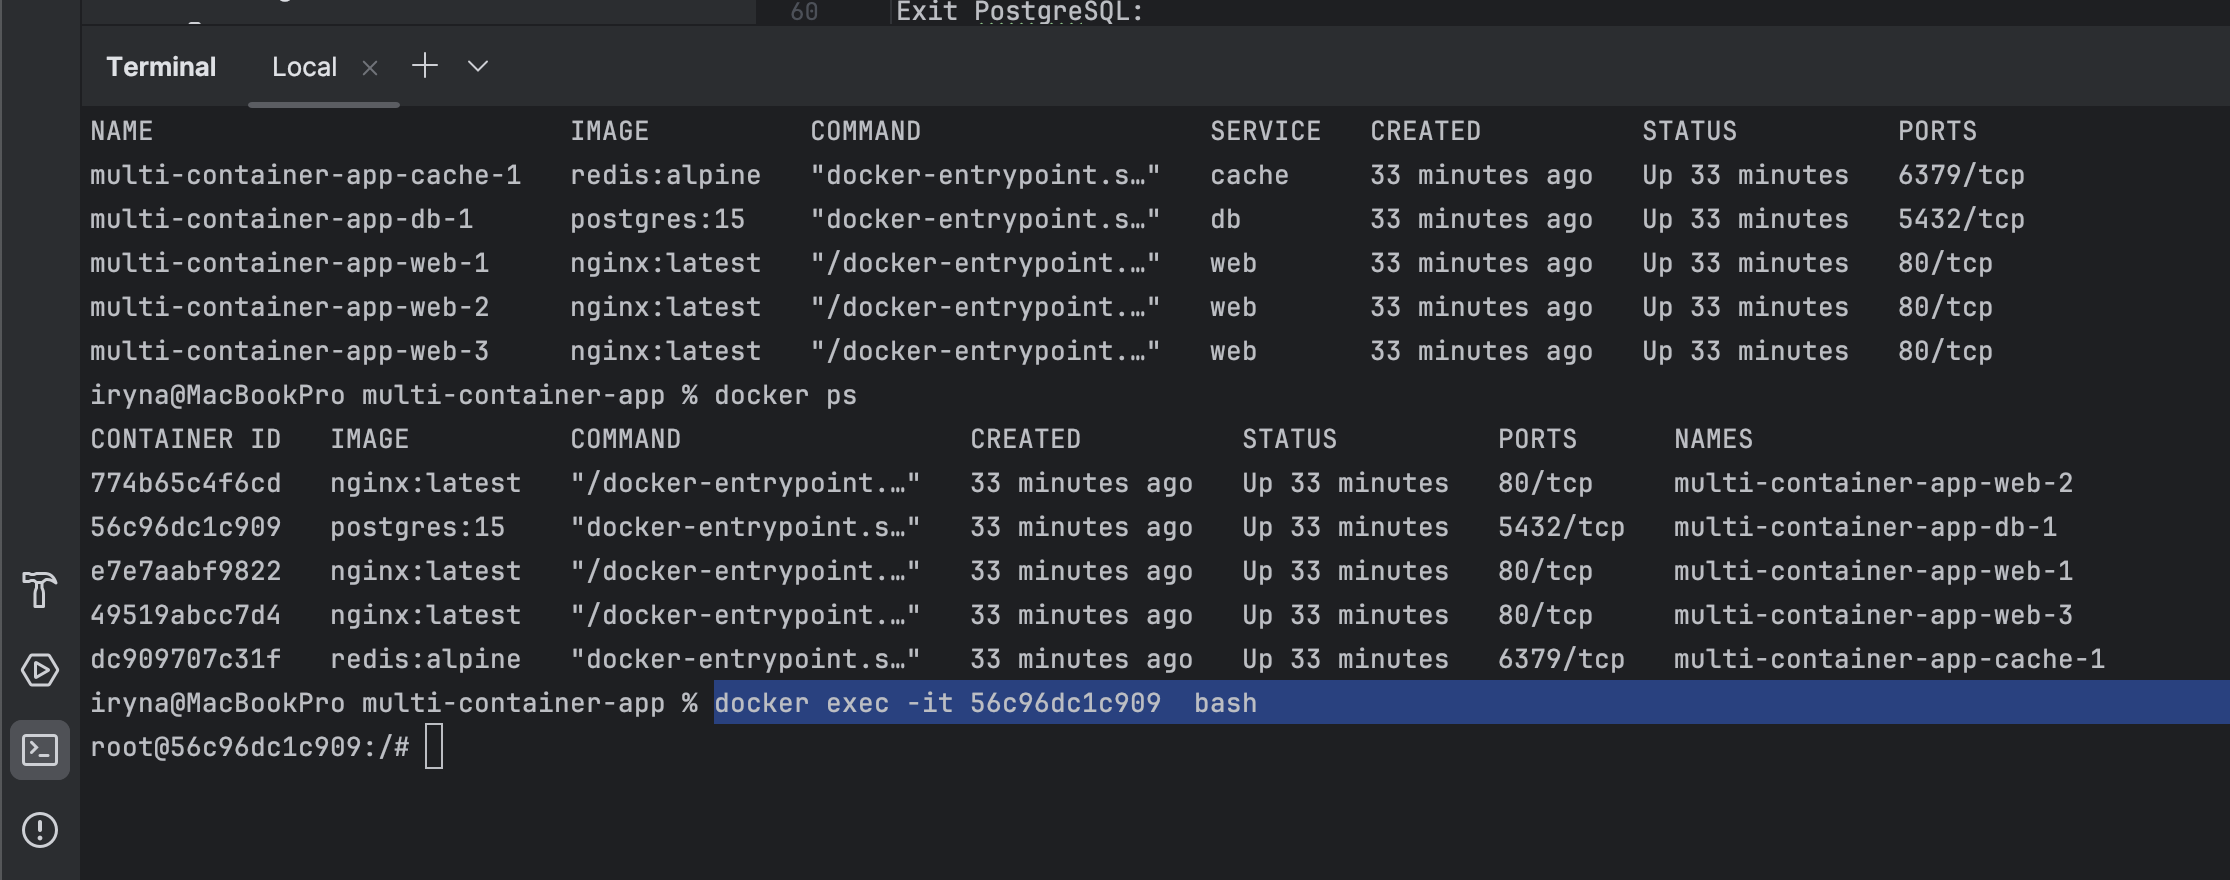 60 Exit PostgreSQL:
Terminal Local
NAME IMAGE COMMAND SERVICE CREATED STATUS PORTS
multi-container-app-cache-1 redis:alpine "docker-entrypoint.s…" cache 33 minutes ago Up 33 minutes 6379/tcp
multi-container-app-db-1 postgres:15 "docker-entrypoint.s…" db 33 minutes ago Up 33 minutes 5432/tcp
multi-container-app-web-1 nginx:latest "/docker-entrypoint.…" web 33 minutes ago Up 33 minutes 80/tcp
multi-container-app-web-2 nginx:latest "/docker-entrypoint.…" web 33 minutes ago Up 33 minutes 80/tcp
multi-container-app-web-3 nginx:latest "/docker-entrypoint.…" web 33 minutes ago Up 33 minutes 80/tcp
iryna@MacBookPro multi-container-app % docker ps
CONTAINER ID IMAGE COMMAND CREATED STATUS PORTS NAMES
774b65c4f6cd nginx:latest "/docker-entrypoint.…" 33 minutes ago Up 33 minutes 80/tcp multi-container-app-web-2
56c96dc1c909 postgres:15 "docker-entrypoint.s…" 33 minutes ago Up 33 minutes 5432/tcp multi-container-app-db-1
e7e7aabf9822 nginx:latest "/docker-entrypoint.…" 33 minutes ago Up 33 minutes 80/tcp multi-container-app-web-1
49519abcc7d4 nginx:latest "/docker-entrypoint.…" 33 minutes ago Up 33 minutes 80/tcp multi-container-app-web-3
dc909707c31f redis:alpine "docker-entrypoint.s…" 33 minutes ago Up 33 minutes 6379/tcp multi-container-app-cache-1
iryna@MacBookPro multi-container-app % docker exec -it 56c96dc1c909  bash
root@56c96dc1c909:/#